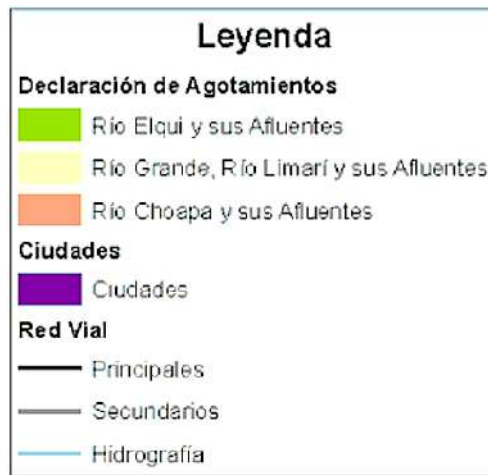 Leyenda
Declaración de Agotamientos
Río Elqui y sus Afluentes
Río Grande, Río Limarí y sus Afluentes
Río Choapa y sus Afluentes
Ciudades
Ciudades
Red Vial
Principales
Secundarios
Hidrografía